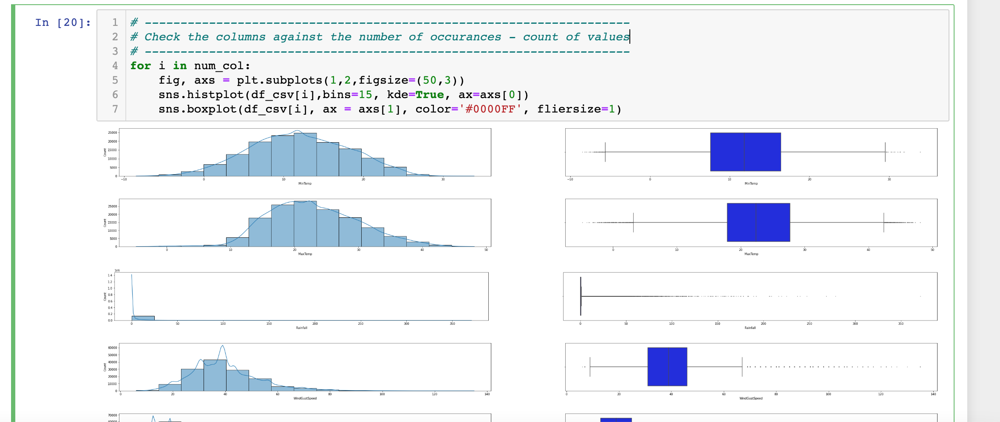 In [20]:
1 # --------------------------------------------------------------------
2 # Check the columns against the number of occurances - count of values
3 # --------------------------------------------------------------------
4 for i in num_col:
5     fig, axs = plt.subplots(1,2,figsize=(50,3))
6     sns.histplot(df_csv[i],bins=15, kde=True, ax=axs[0])
7     sns.boxplot(df_csv[i], ax = axs[1], color='#0000FF', fliersize=1)
25000
20000
15000
10000
5000
0
Count
−10 0 10 20 30
MinTemp
−10 0 10 20 30
MinTemp
25000
20000
15000
10000
5000
0
Count
0 10 20 30 40 50
MaxTemp
0 10 20 30 40 50
MaxTemp
1e6
1.4
1.2
1.0
0.8
0.6
0.4
0.2
0.0
Count
0 50 100 150 200 250 300 350
Rainfall
0 50 100 150 200 250 300 350
Rainfall
60000
50000
40000
30000
20000
10000
0
Count
0 20 40 60 80 100 120 140
WindGustSpeed
0 20 40 60 80 100 120 140
WindGustSpeed
70000
60000